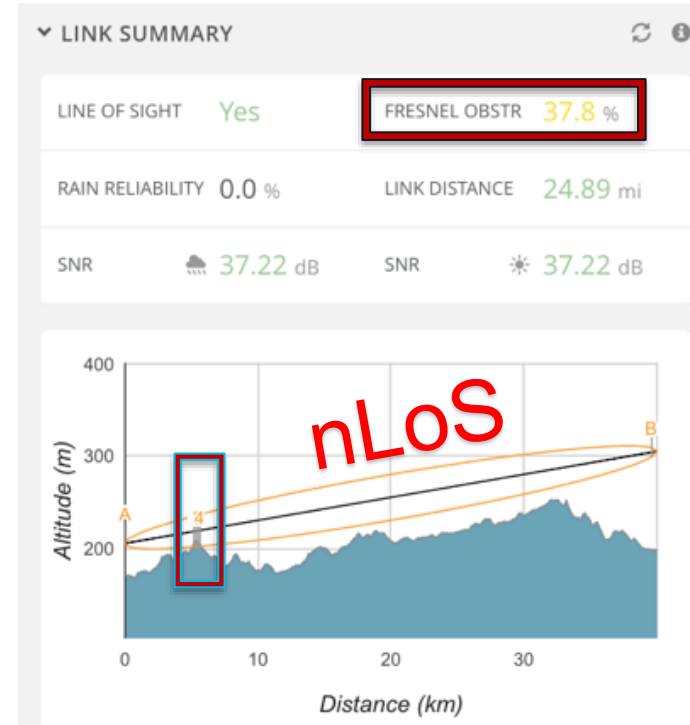 LINK SUMMARY
LINE OF SIGHT Yes FRESNEL OBSTR 37.8 %
RAIN RELIABILITY 0.0 % LINK DISTANCE 24.89 mi
SNR 37.22 dB SNR 37.22 dB
400
nLoS
B
300
A
200
Altitude (m)
0 10 20 30
Distance (km)